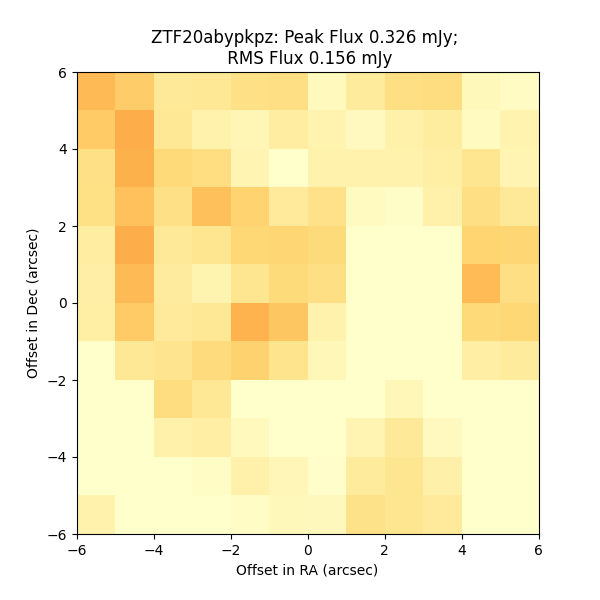 ZTF20abypkpz: Peak Flux 0.326 mJy;
RMS Flux 0.156 mJy
6
4
2
0
−2
−4
−6
Offset in Dec (arcsec)
−6 −4 −2 0 2 4 6
Offset in RA (arcsec)